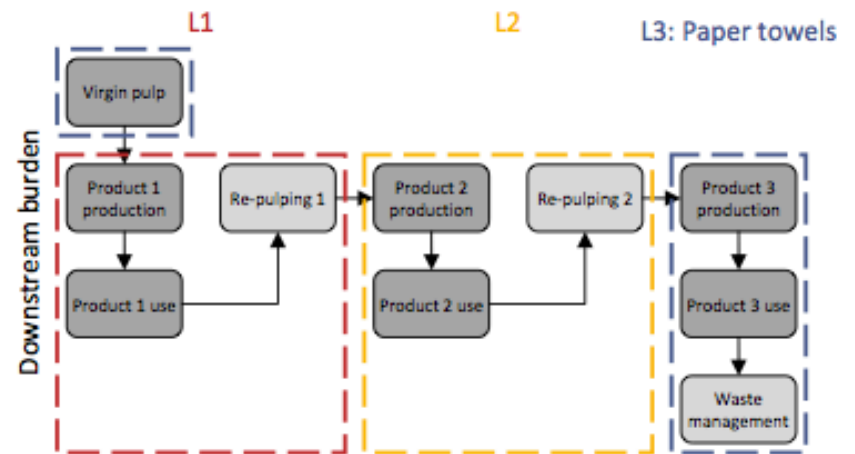 L1
L2
L3: Paper towels
Downstream burden
Virgin pulp
Product 1
production
Re-pulping 1
Product 2
production
Re-pulping 2
Product 3
production
Product 1 use
Product 2 use
Product 3 use
Waste
management